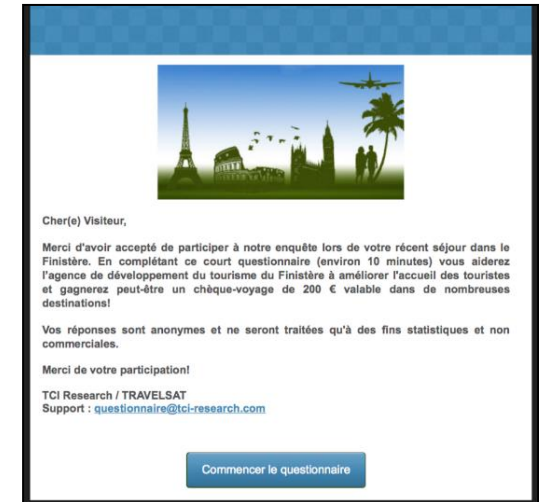 Cher(e) Visiteur,
Merci d'avoir accepté de participer à notre enquête lors de votre récent séjour dans le
Finistère. En complétant ce court questionnaire (environ 10 minutes) vous aiderez
l'agence de développement du tourisme du Finistère à améliorer l'accueil des touristes
et gagnerez peut-être un chèque-voyage de 200 € valable dans de nombreuses
destinations!
Vos réponses sont anonymes et ne seront traitées qu'à des fins statistiques et non
commerciales.
Merci de votre participation!
TCI Research / TRAVELSAT
Support : questionnaire@tci-research.com
Commencer le questionnaire